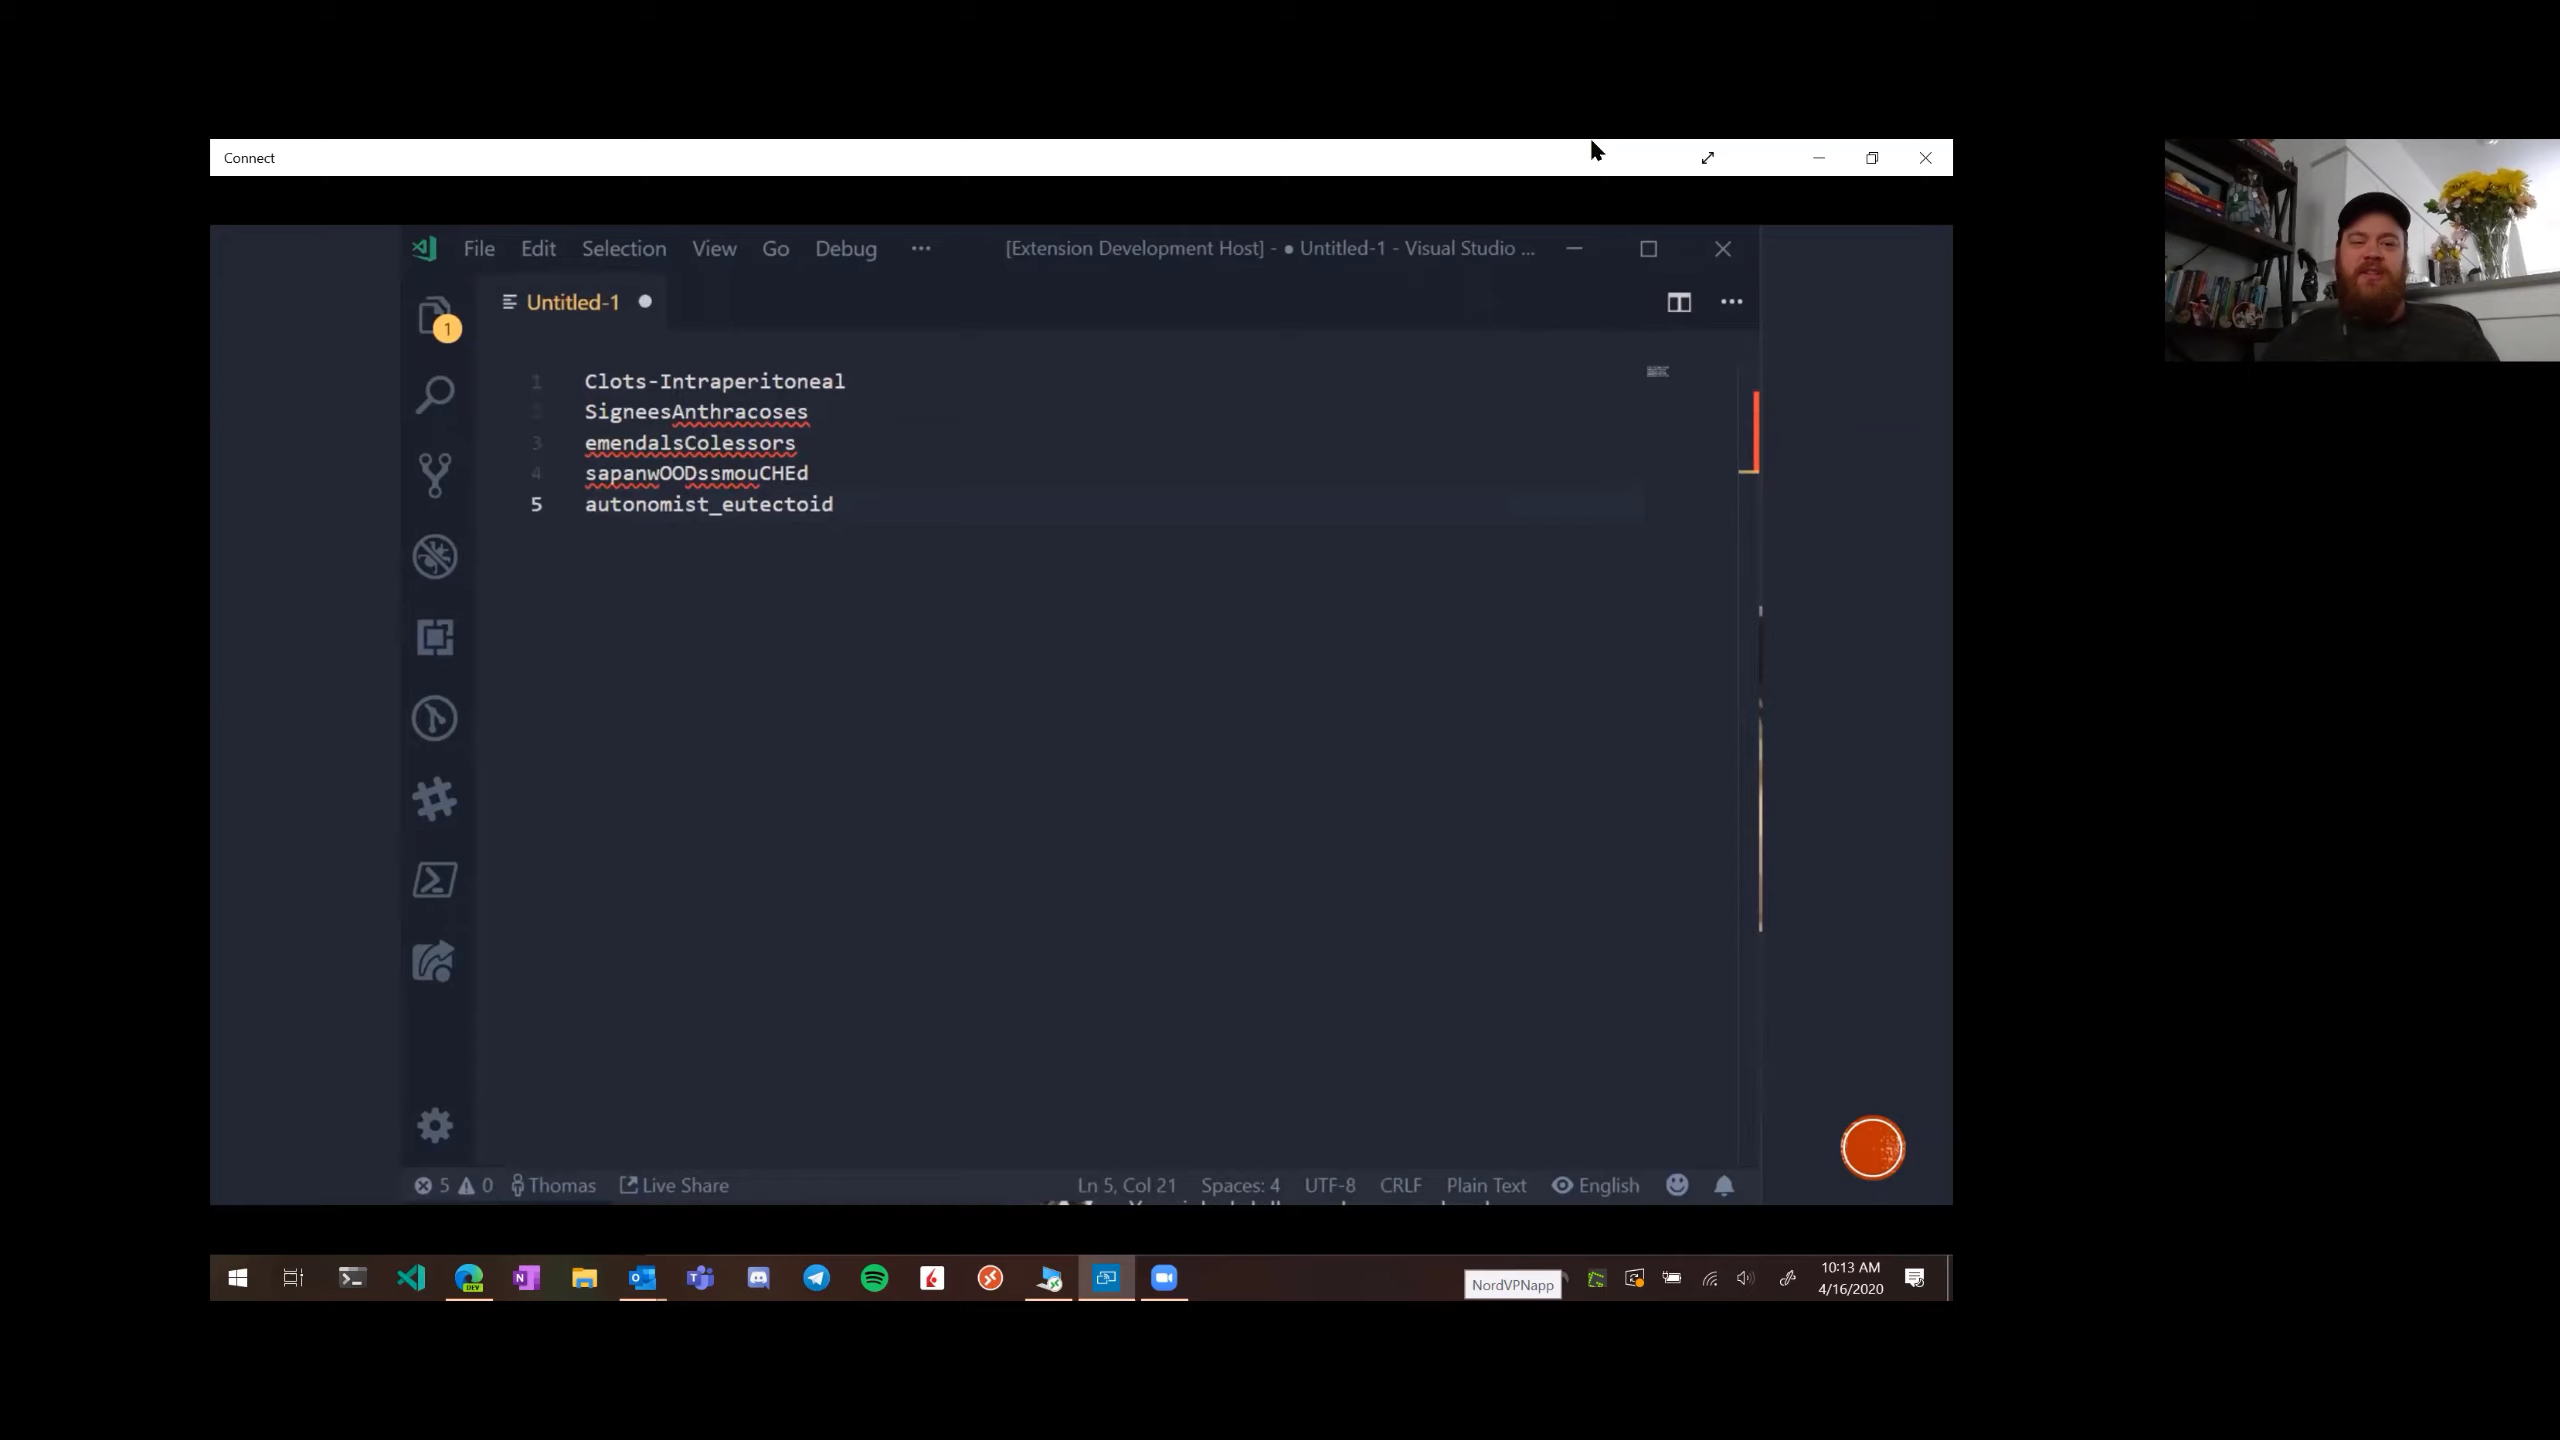 Connect
File Edit Selection View Go Debug ··· [Extension Development Host] - ● Untitled-1 - Visual Studio ...
Untitled-1
1
1 Clots-Intraperitoneal
2 SigneesAnthracoses
3 emendalsColessors
4 sapanwOODssmouCHEd
5 autonomist_eutectoid
5 0 Thomas Live Share Ln 5, Col 21 Spaces: 4 UTF-8 CRLF Plain Text English
DEV
NordVPNapp
10:13 AM
4/16/2020